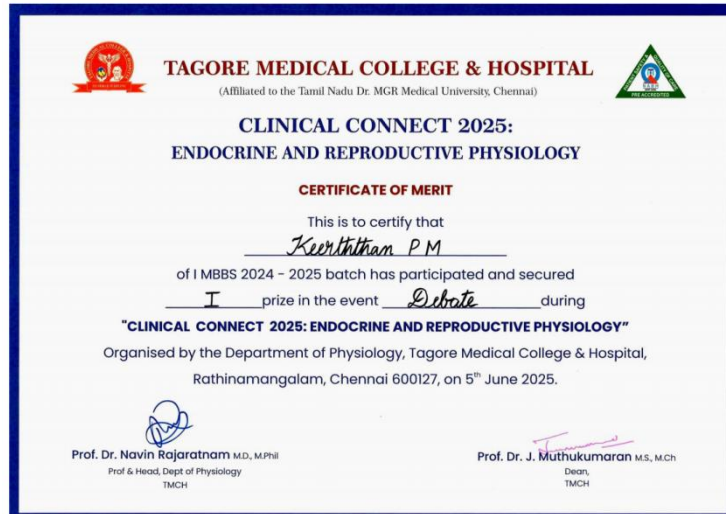 TAGORE MEDICAL COLLEGE & HOSPITAL
(Affiliated to the Tamil Nadu Dr. MGR Medical University, Chennai)
CLINICAL CONNECT 2025:
ENDOCRINE AND REPRODUCTIVE PHYSIOLOGY
CERTIFICATE OF MERIT
This is to certify that
Keerththan P M
of I MBBS 2024 - 2025 batch has participated and secured
I prize in the event Debate during
"CLINICAL CONNECT 2025: ENDOCRINE AND REPRODUCTIVE PHYSIOLOGY"
Organised by the Department of Physiology, Tagore Medical College & Hospital,
Rathinamangalam, Chennai 600127, on 5th June 2025.
Prof. Dr. Navin Rajaratnam M.D., M.Phil
Prof & Head, Dept of Physiology
TMCH
Prof. Dr. J. Muthukumaran M.S., M.Ch
Dean,
TMCH
PRE ACCREDITED